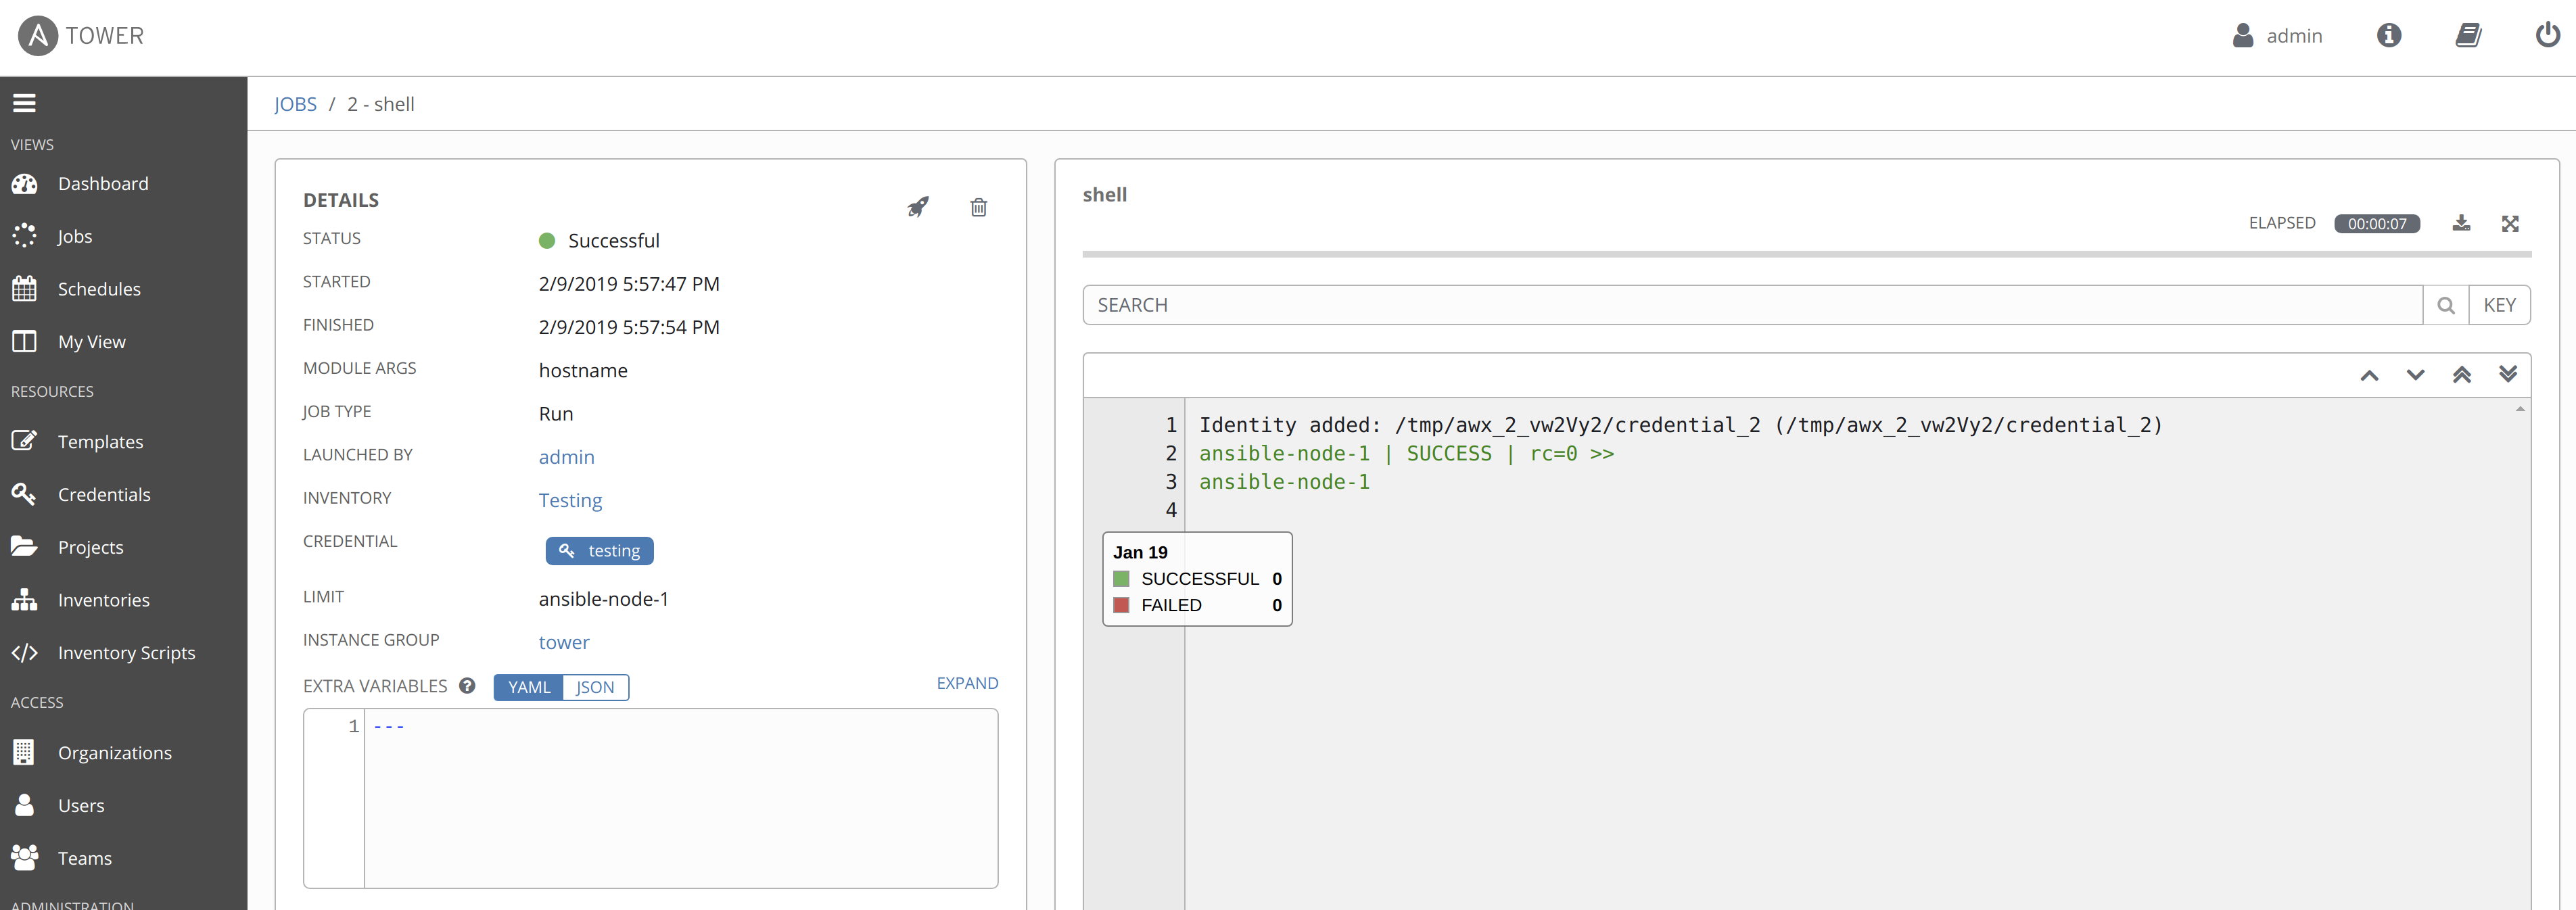 TOWER
admin
VIEWS
Dashboard
Jobs
Schedules
My View
RESOURCES
Templates
Credentials
Projects
Inventories
Inventory Scripts
ACCESS
Organizations
Users
Teams
ADMINISTRATION
JOBS / 2 - shell
DETAILS
STATUS Successful
STARTED 2/9/2019 5:57:47 PM
FINISHED 2/9/2019 5:57:54 PM
MODULE ARGS hostname
JOB TYPE Run
LAUNCHED BY admin
INVENTORY Testing
CREDENTIAL testing
LIMIT ansible-node-1
INSTANCE GROUP tower
EXTRA VARIABLES ? YAML JSON EXPAND
1 ---
shell
ELAPSED 00:00:07
SEARCH KEY
1 Identity added: /tmp/awx_2_vw2Vy2/credential_2 (/tmp/awx_2_vw2Vy2/credential_2)
2 ansible-node-1 | SUCCESS | rc=0 >>
3 ansible-node-1
4
Jan 19
SUCCESSFUL 0
FAILED 0